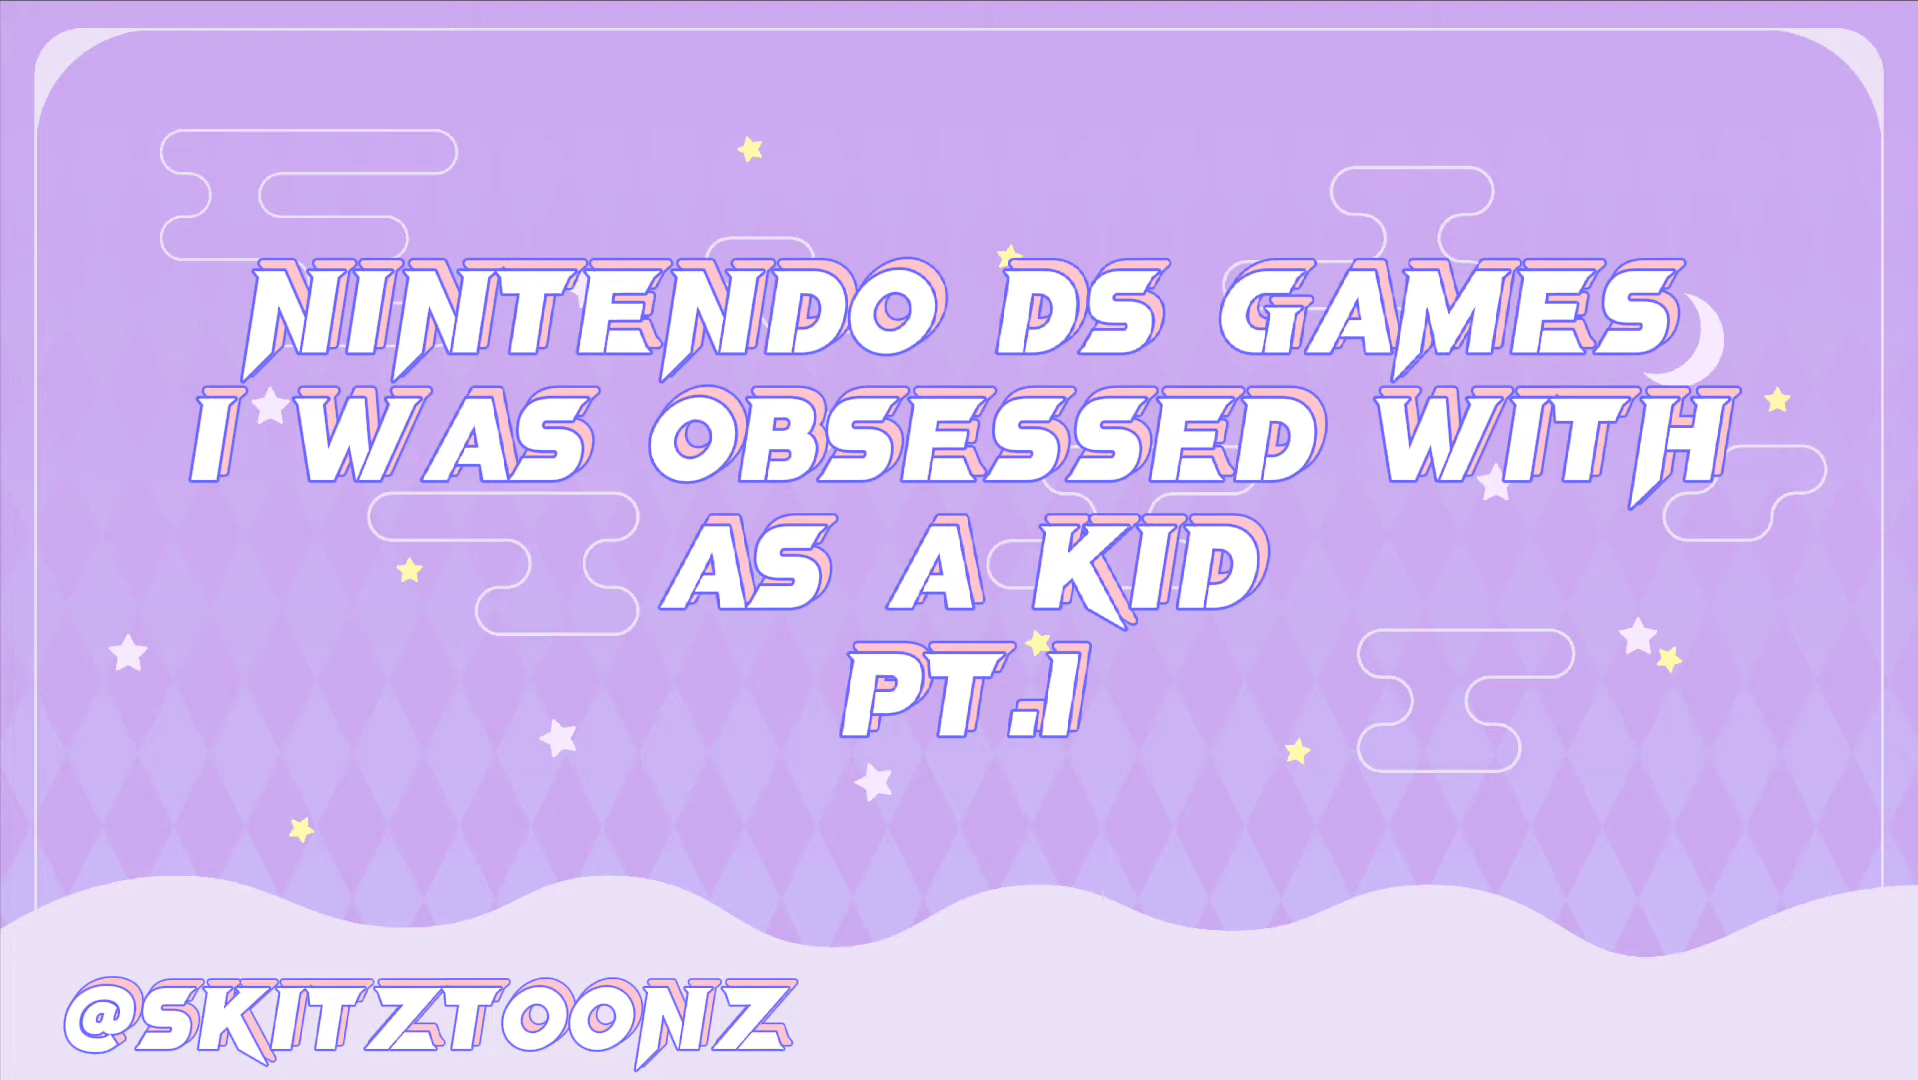 NINTENDO DS GAMES
I WAS OBSESSED WITH
AS A KID
PT.1
@SKITZTOONZ